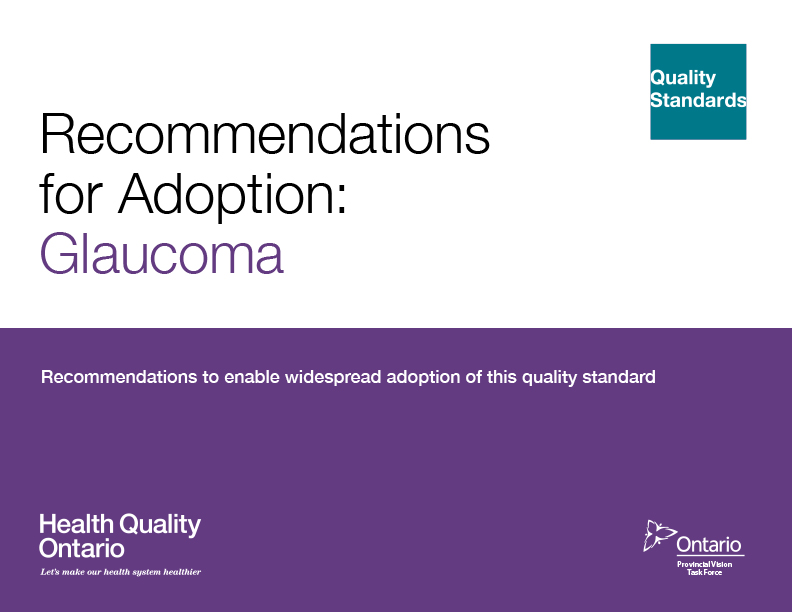 Quality
Standards
Recommendations
for Adoption:
Glaucoma
Recommendations to enable widespread adoption of this quality standard
Health Quality
Ontario
Let's make our health system healthier
Ontario
Provincial Vision
Task Force